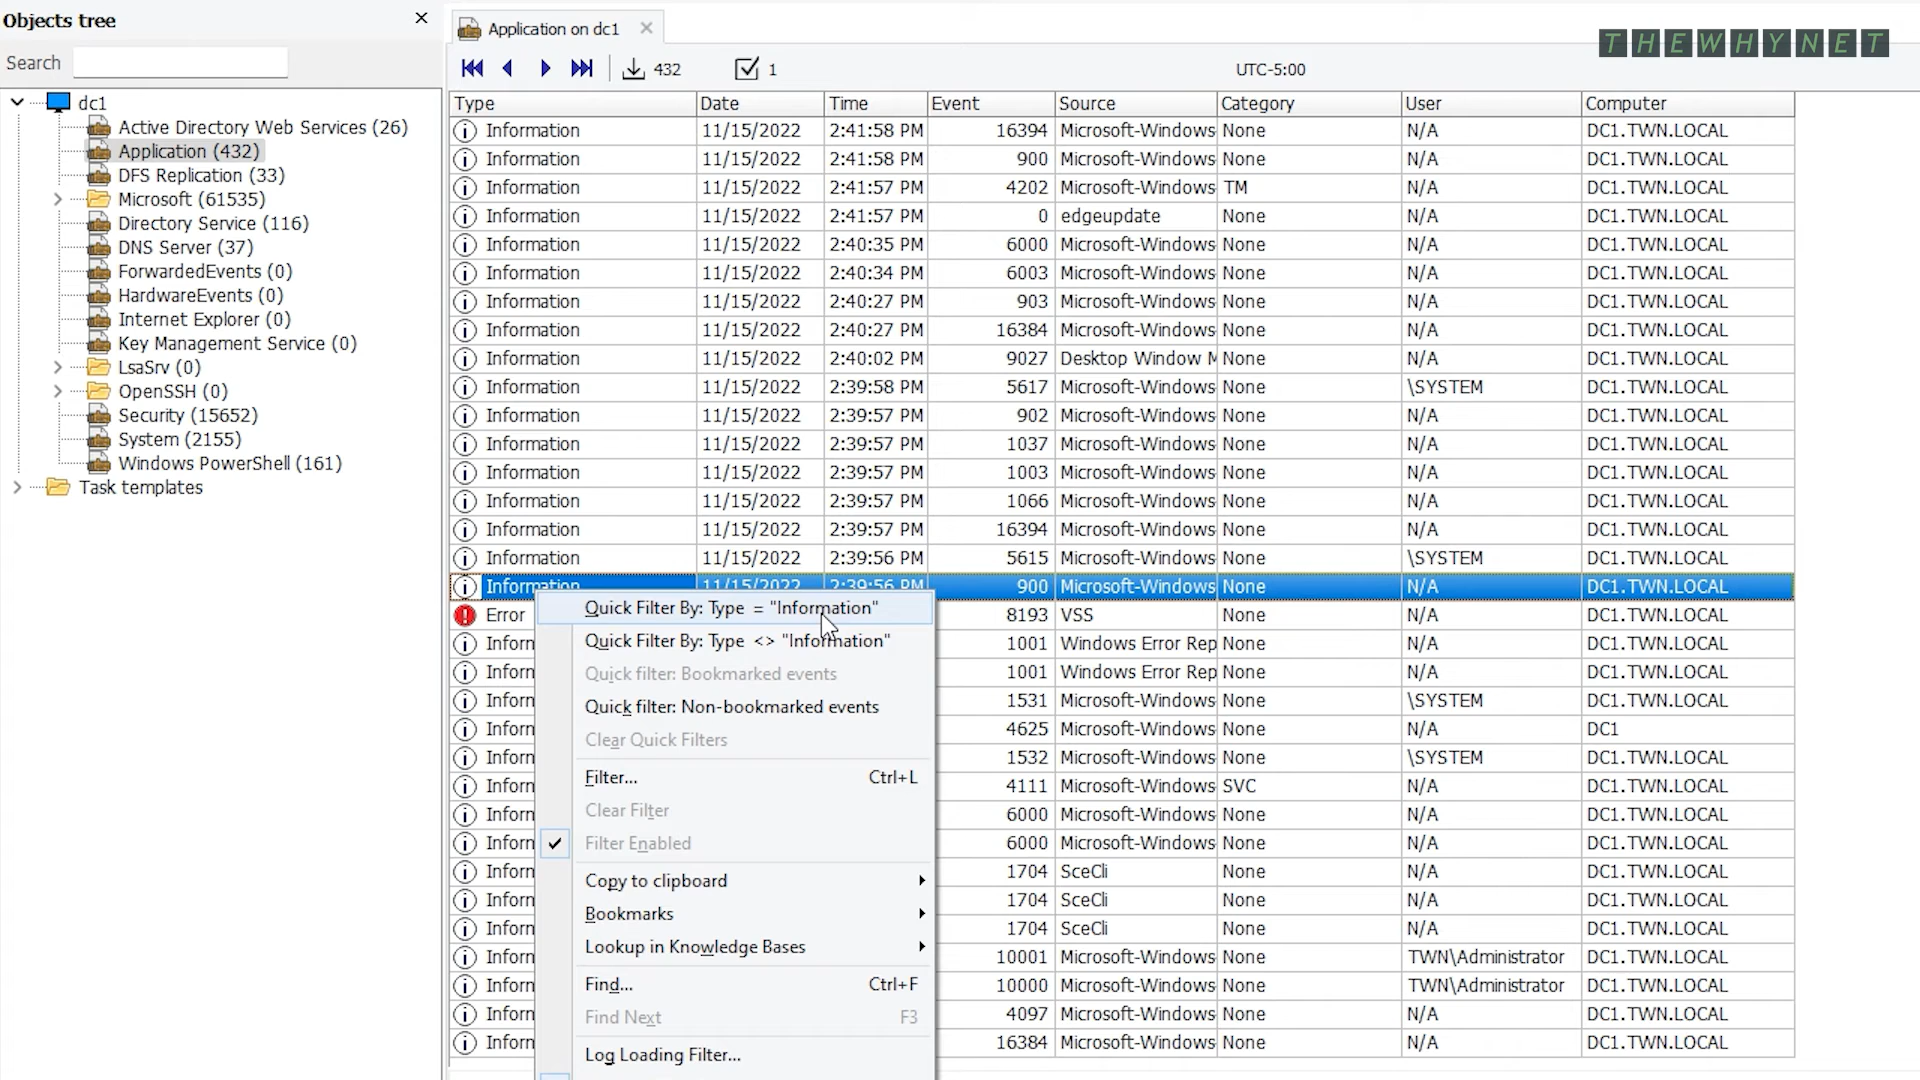 Objects tree
Search
dc1
Active Directory Web Services (26)
Application (432)
DFS Replication (33)
Microsoft (61535)
Directory Service (116)
DNS Server (37)
ForwardedEvents (0)
HardwareEvents (0)
Internet Explorer (0)
Key Management Service (0)
LsaSrv (0)
OpenSSH (0)
Security (15652)
System (2155)
Windows PowerShell (161)
Task templates
Application on dc1
THEWHYNET
432 1 UTC-5:00
Type Date Time Event Source Category User Computer
Information 11/15/2022 2:41:58 PM 16394 Microsoft-Windows None N/A DC1.TWN.LOCAL
Information 11/15/2022 2:41:58 PM 900 Microsoft-Windows None N/A DC1.TWN.LOCAL
Information 11/15/2022 2:41:57 PM 4202 Microsoft-Windows TM N/A DC1.TWN.LOCAL
Information 11/15/2022 2:41:57 PM 0 edgeupdate None N/A DC1.TWN.LOCAL
Information 11/15/2022 2:40:35 PM 6000 Microsoft-Windows None N/A DC1.TWN.LOCAL
Information 11/15/2022 2:40:34 PM 6003 Microsoft-Windows None N/A DC1.TWN.LOCAL
Information 11/15/2022 2:40:27 PM 903 Microsoft-Windows None N/A DC1.TWN.LOCAL
Information 11/15/2022 2:40:27 PM 16384 Microsoft-Windows None N/A DC1.TWN.LOCAL
Information 11/15/2022 2:40:02 PM 9027 Desktop Window M None N/A DC1.TWN.LOCAL
Information 11/15/2022 2:39:58 PM 5617 Microsoft-Windows None \SYSTEM DC1.TWN.LOCAL
Information 11/15/2022 2:39:57 PM 902 Microsoft-Windows None N/A DC1.TWN.LOCAL
Information 11/15/2022 2:39:57 PM 1037 Microsoft-Windows None N/A DC1.TWN.LOCAL
Information 11/15/2022 2:39:57 PM 1003 Microsoft-Windows None N/A DC1.TWN.LOCAL
Information 11/15/2022 2:39:57 PM 1066 Microsoft-Windows None N/A DC1.TWN.LOCAL
Information 11/15/2022 2:39:57 PM 16394 Microsoft-Windows None N/A DC1.TWN.LOCAL
Information 11/15/2022 2:39:56 PM 5615 Microsoft-Windows None \SYSTEM DC1.TWN.LOCAL
Information 11/15/2022 2:39:56 PM 900 Microsoft-Windows None N/A DC1.TWN.LOCAL
Error 8193 VSS None N/A DC1.TWN.LOCAL
Inforn 1001 Windows Error Rep None N/A DC1.TWN.LOCAL
Inforn 1001 Windows Error Rep None N/A DC1.TWN.LOCAL
Inforn 1531 Microsoft-Windows None \SYSTEM DC1.TWN.LOCAL
Inforn 4625 Microsoft-Windows None N/A DC1
Inforn 1532 Microsoft-Windows None \SYSTEM DC1.TWN.LOCAL
Inforn 4111 Microsoft-Windows SVC N/A DC1.TWN.LOCAL
Inforn 6000 Microsoft-Windows None N/A DC1.TWN.LOCAL
Inforn 6000 Microsoft-Windows None N/A DC1.TWN.LOCAL
Inforn 1704 SceCli None N/A DC1.TWN.LOCAL
Inforn 1704 SceCli None N/A DC1.TWN.LOCAL
Inforn 1704 SceCli None N/A DC1.TWN.LOCAL
Inforn 10001 Microsoft-Windows None TWN\Administrator DC1.TWN.LOCAL
Inforn 10000 Microsoft-Windows None TWN\Administrator DC1.TWN.LOCAL
Inforn 4097 Microsoft-Windows None N/A DC1.TWN.LOCAL
Inforn 16384 Microsoft-Windows None N/A DC1.TWN.LOCAL
Quick Filter By: Type = "Information"
Quick Filter By: Type <> "Information"
Quick filter: Bookmarked events
Quick filter: Non-bookmarked events
Clear Quick Filters
Filter... Ctrl+L
Clear Filter
Filter Enabled
Copy to clipboard
Bookmarks
Lookup in Knowledge Bases
Find... Ctrl+F
Find Next F3
Log Loading Filter...